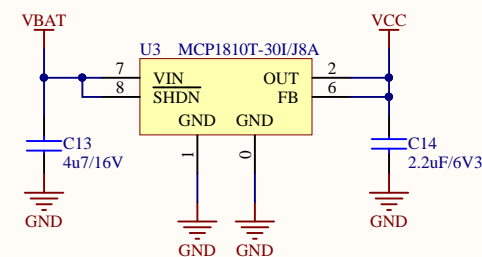 VBAT
VCC
U3 MCP1810T-30I/J8A
7 VIN OUT 2
8 SHDN FB 6
GND GND
C13
4u7/16V
C14
2.2uF/6V3
1 0
GND
GND
GND GND